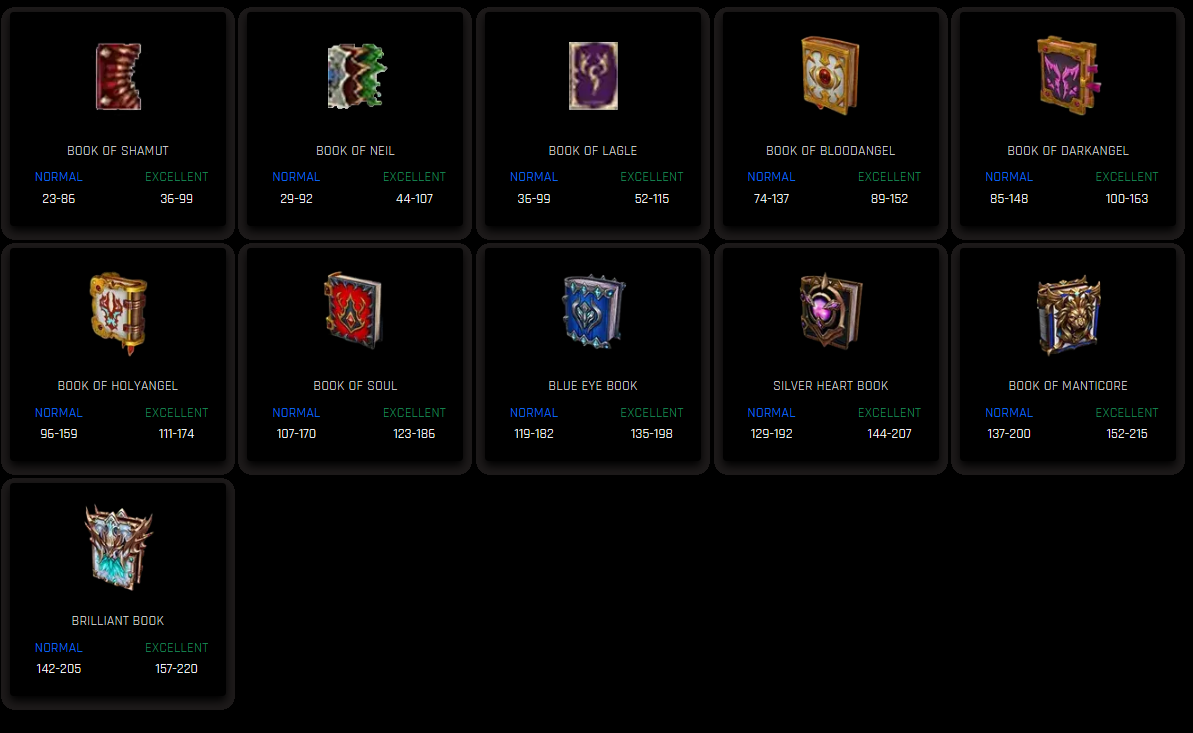 BOOK OF SHAMUT
NORMAL EXCELLENT
23-86 36-99
BOOK OF NEIL
NORMAL EXCELLENT
29-92 44-107
BOOK OF LAGLE
NORMAL EXCELLENT
36-99 52-115
BOOK OF BLOODANGEL
NORMAL EXCELLENT
74-137 89-152
BOOK OF DARKANGEL
NORMAL EXCELLENT
85-148 100-163
BOOK OF HOLYANGEL
NORMAL EXCELLENT
96-159 111-174
BOOK OF SOUL
NORMAL EXCELLENT
107-170 123-186
BLUE EYE BOOK
NORMAL EXCELLENT
119-182 135-198
SILVER HEART BOOK
NORMAL EXCELLENT
129-192 144-207
BOOK OF MANTICORE
NORMAL EXCELLENT
137-200 152-215
BRILLIANT BOOK
NORMAL EXCELLENT
142-205 157-220